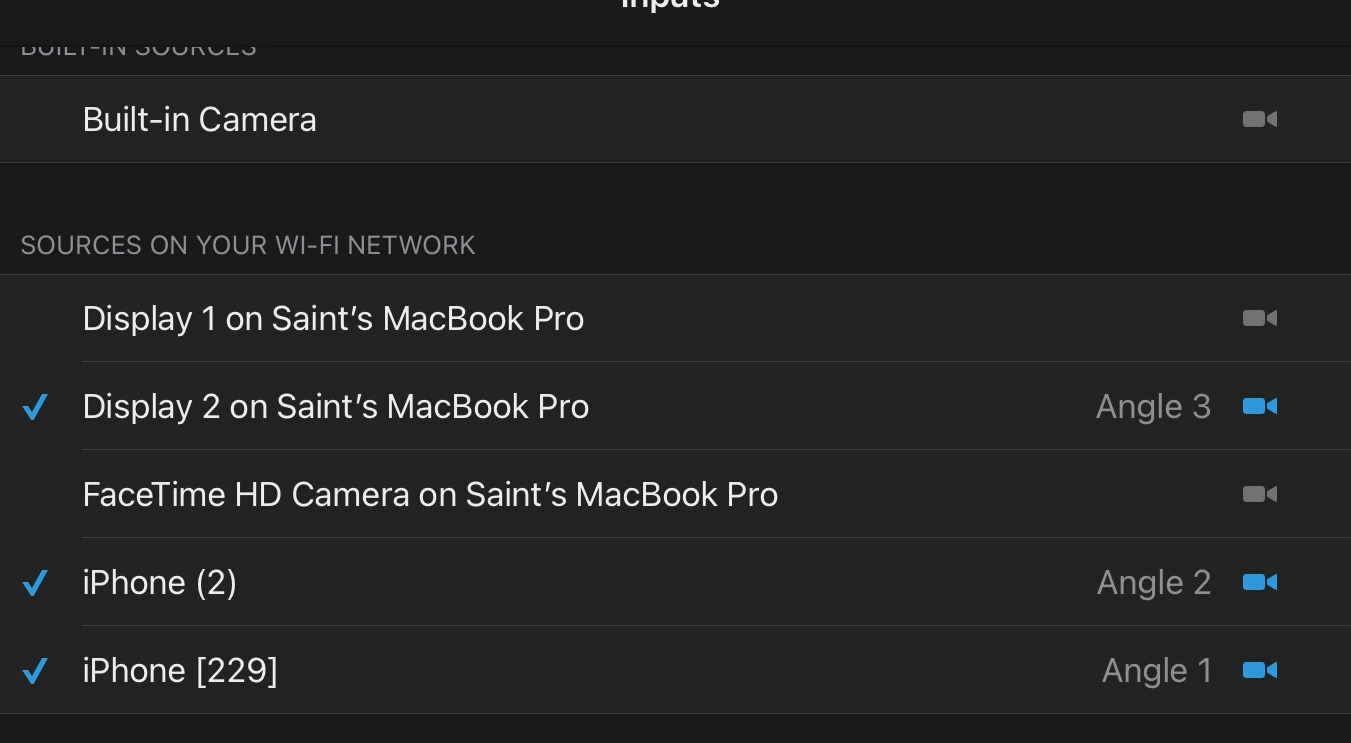 Inputs
BUILT-IN SOURCES
Built-in Camera
SOURCES ON YOUR WI-FI NETWORK
Display 1 on Saint’s MacBook Pro
Display 2 on Saint’s MacBook Pro Angle 3
FaceTime HD Camera on Saint’s MacBook Pro
iPhone (2) Angle 2
iPhone [229] Angle 1